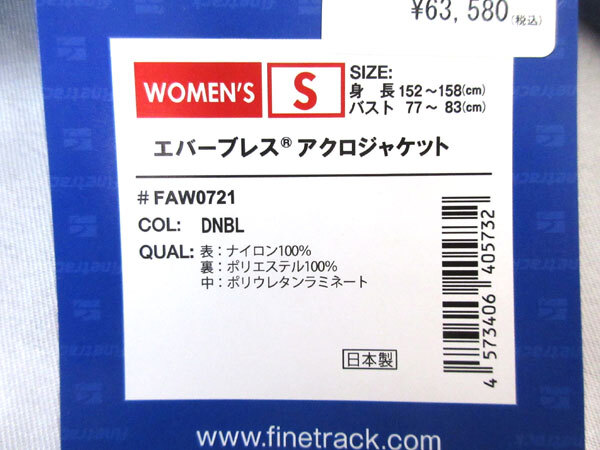 ¥63,580(税込)
WOMEN'S
S
SIZE:
身 長 152~158(cm)
バスト 77~ 83(cm)
エバーブレス® アクロジャケット
# FAW0721
COL: DNBL
QUAL: 表:ナイロン100%
裏:ポリエステル100%
中:ポリウレタンラミネート
日本製
4 573406 405732
www.finetrack.com
finetrack